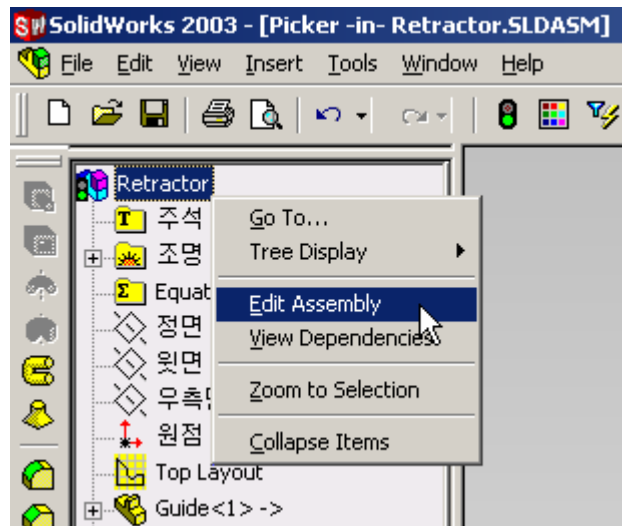 SolidWorks 2003 - [Picker -in- Retractor.SLDASM]
File Edit View Insert Tools Window Help
Retractor
주석
조명
Equat
정면
윗면
우측
원점
Top Layout
Guide<1> ->
Go To...
Tree Display
Edit Assembly
View Dependencies
Zoom to Selection
Collapse Items